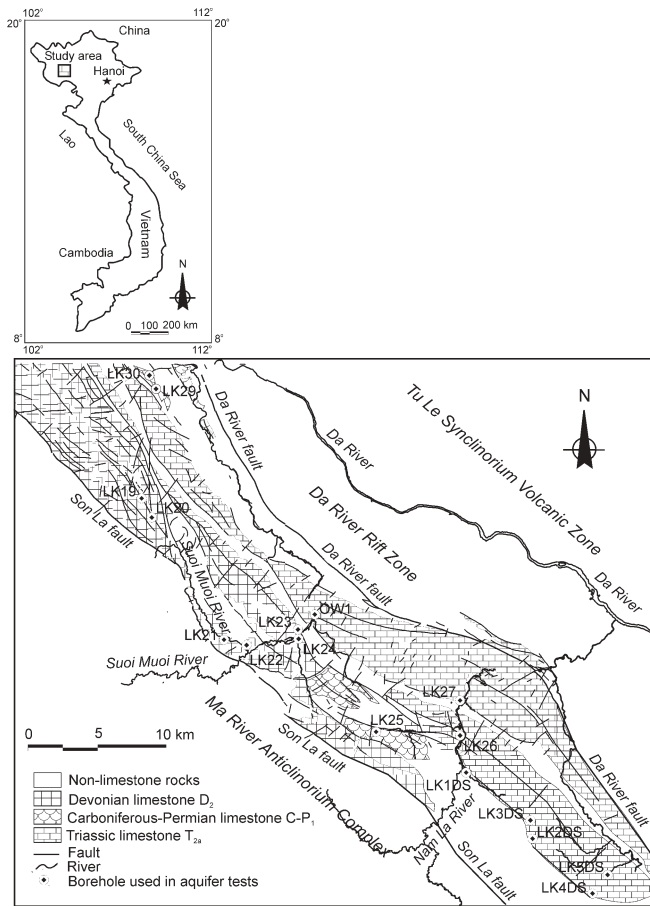 102°
112°
20°
20°
China
Study area
Hanoi
Lao
South China Sea
Vietnam
Cambodia
N
0 100 200 km
8°
8°
102°
112°
LK30
LK29
Da River fault
Da River
Tu Le Synclinorium Volcanic Zone
N
LK19
LK20
Son La fault
Da River Rift Zone
Da River fault
Da River
Suoi Muoi River
OW1
LK23
LK21
LK24
LK22
Suoi Muoi River
LK27
Ma River Anticlinorium Complex
Son La fault
LK25
LK26
0 5 10 km
LK1DS
Da River fault
LK3DS
LK2DS
Nam La River
Son La fault
LK5DS
LK4DS
Non-limestone rocks
Devonian limestone D₂
Carboniferous-Permian limestone C-P₁
Triassic limestone T₂ₐ
Fault
River
Borehole used in aquifer tests